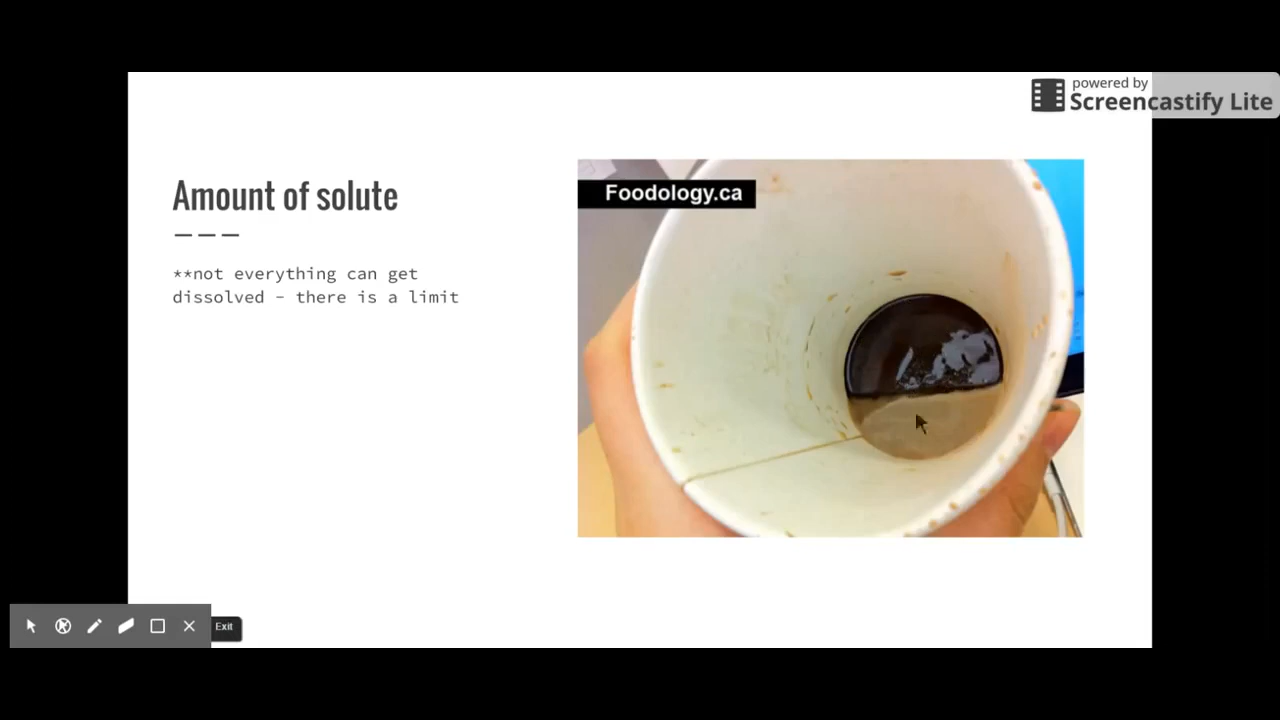 powered by
Screencastify Lite
Amount of solute
Foodology.ca
**not everything can get
dissolved – there is a limit
Exit